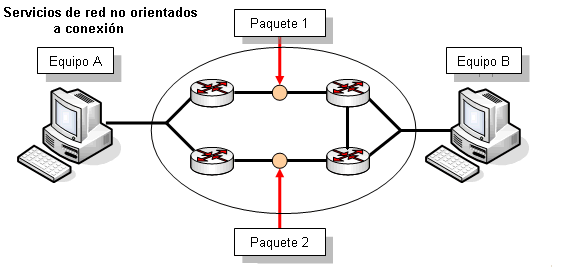 Servicios de red no orientados
a conexión
Paquete 1
Equipo A
Equipo B
Paquete 2